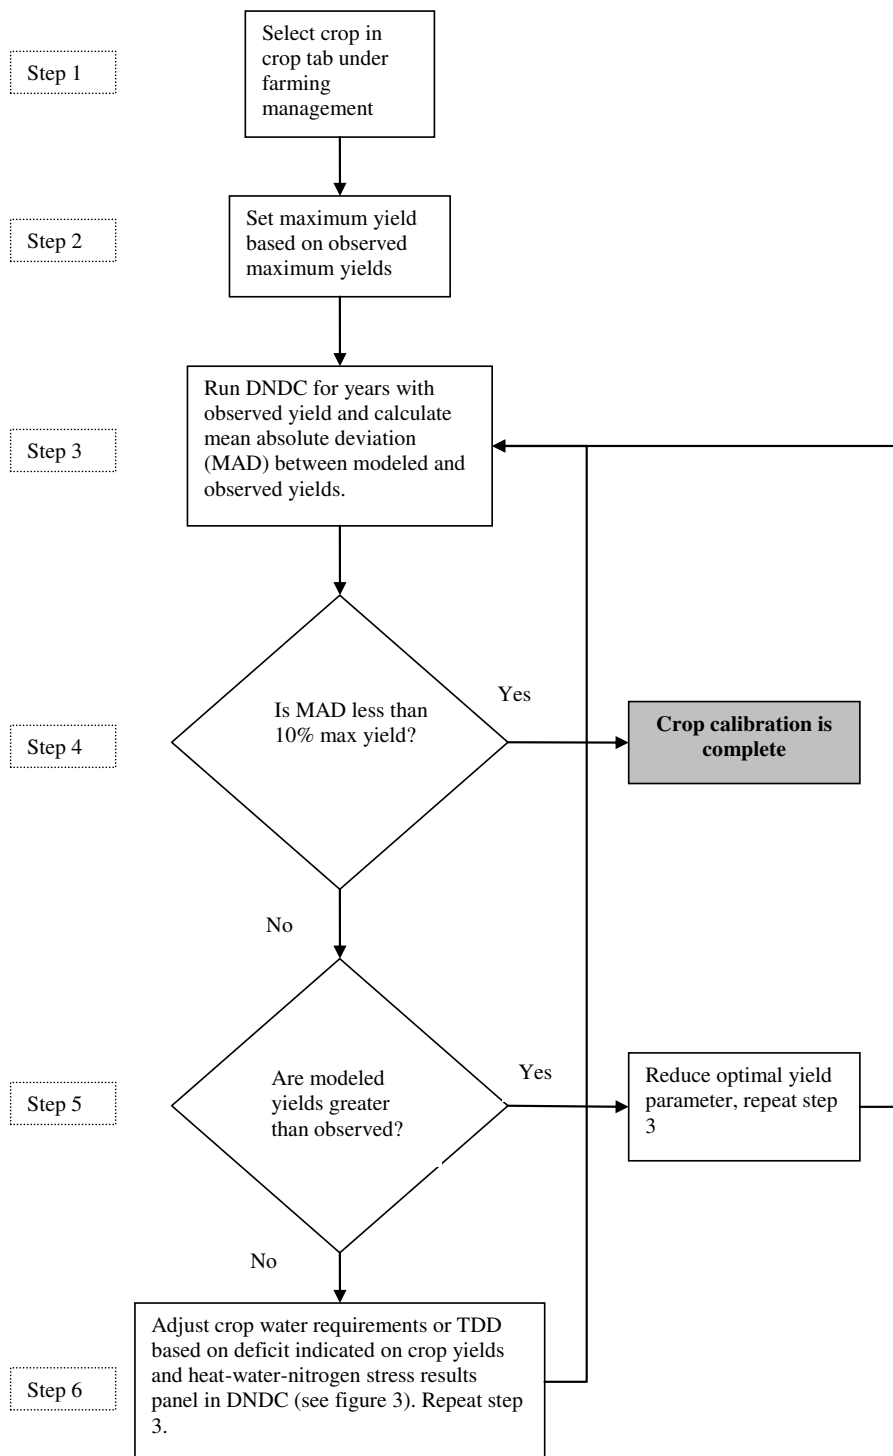 Step 1
Select crop in
crop tab under
farming
management
Step 2
Set maximum yield
based on observed
maximum yields
Step 3
Run DNDC for years with
observed yield and calculate
mean absolute deviation
(MAD) between modeled and
observed yields.
Step 4
Is MAD less than
10% max yield?
Yes
Crop calibration is
complete
No
Step 5
Are modeled
yields greater
than observed?
Yes
Reduce optimal yield
parameter, repeat step
3
No
Step 6
Adjust crop water requirements or TDD
based on deficit indicated on crop yields
and heat-water-nitrogen stress results
panel in DNDC (see figure 3). Repeat step
3.